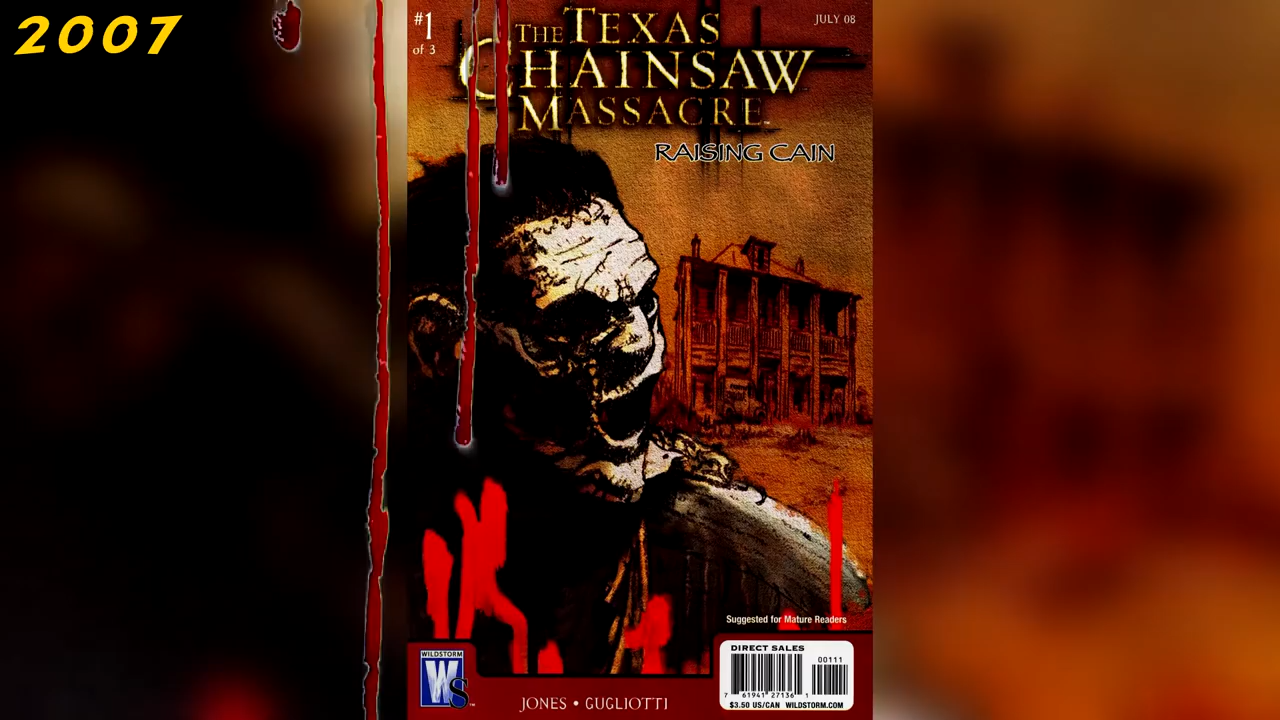 2007
#1
of 3
JULY 08
THE TEXAS
CHAINSAW
MASSACRE
RAISING CAIN
Suggested for Mature Readers
WILDSTORM
WS
JONES • GUGLIOTTI
DIRECT SALES
00111
7 61941 27136 1
$3.50 US/CAN WILDSTORM.COM